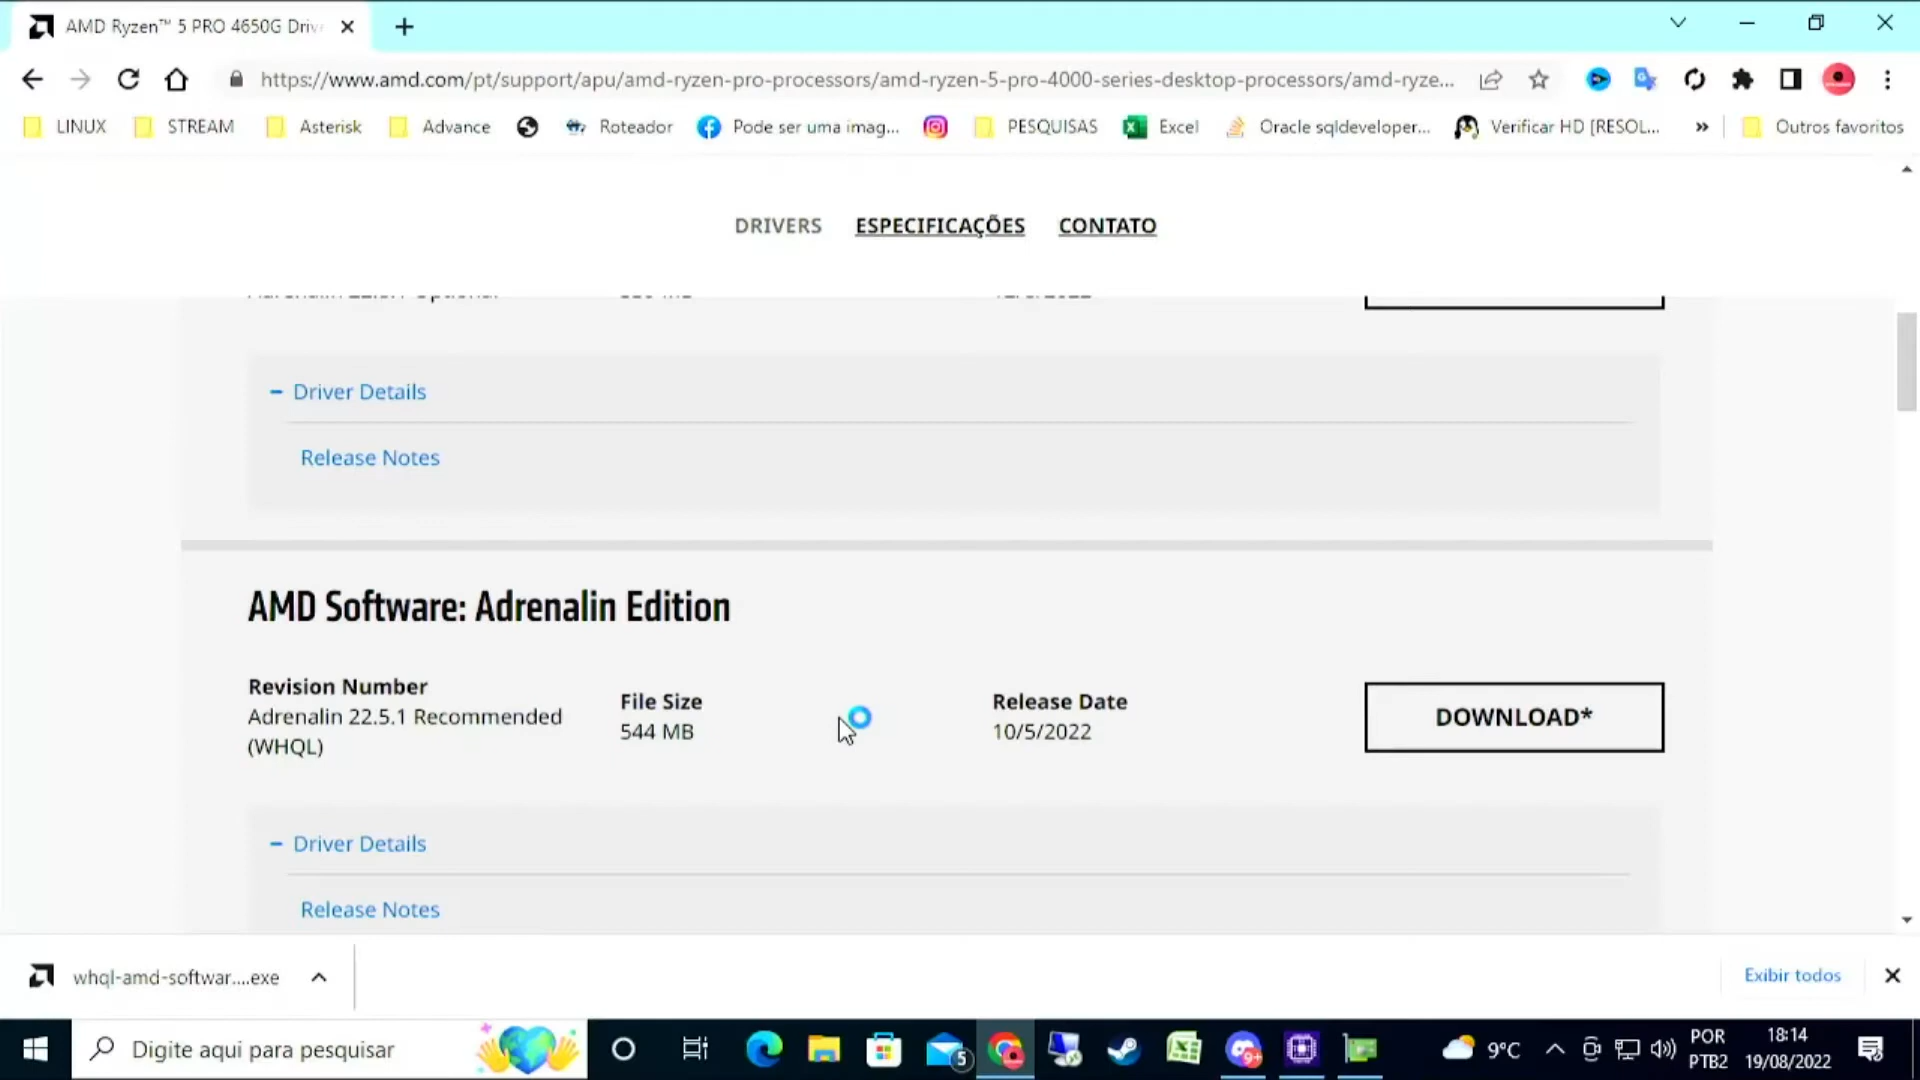 AMD Ryzen™ 5 PRO 4650G Driv
https://www.amd.com/pt/support/apu/amd-ryzen-pro-processors/amd-ryzen-5-pro-4000-series-desktop-processors/amd-ryze...
LINUX STREAM Asterisk Advance Roteador Pode ser uma imag... PESQUISAS Excel Oracle sqldeveloper... Verificar HD [RESOL... » Outros favoritos
DRIVERS ESPECIFICAÇÕES CONTATO
− Driver Details
Release Notes
AMD Software: Adrenalin Edition
Revision Number
Adrenalin 22.5.1 Recommended
(WHQL)
File Size
544 MB
Release Date
10/5/2022
DOWNLOAD*
− Driver Details
Release Notes
whql-amd-softwar....exe
Exibir todos
Digite aqui para pesquisar
5
9+
9°C
POR
PTB2
18:14
19/08/2022